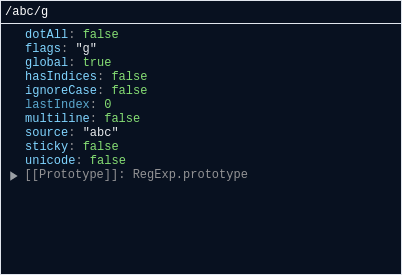 /abc/g
dotAll: false
flags: "g"
global: true
hasIndices: false
ignoreCase: false
lastIndex: 0
multiline: false
source: "abc"
sticky: false
unicode: false
[[Prototype]]: RegExp.prototype